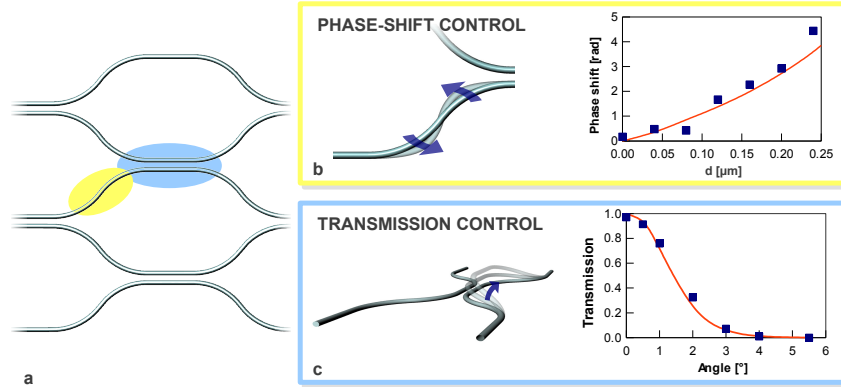 a
PHASE-SHIFT CONTROL
b
Phase shift [rad]
5
4
3
2
1
0
0.00 0.05 0.10 0.15 0.20 0.25
d [µm]
TRANSMISSION CONTROL
c
Transmission
1.0
0.8
0.6
0.4
0.2
0.0
0 1 2 3 4 5 6
Angle [°]